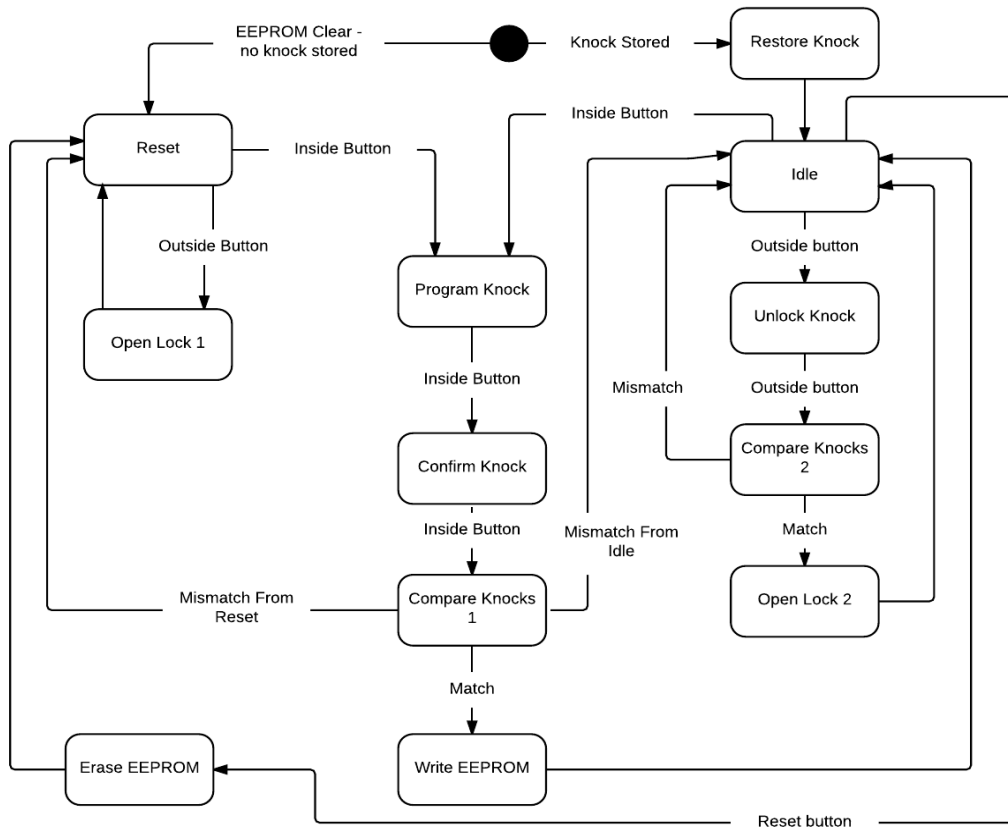 EEPROM Clear -
no knock stored
Knock Stored
Restore Knock
Inside Button
Reset
Inside Button
Idle
Outside Button
Outside button
Program Knock
Unlock Knock
Open Lock 1
Inside Button
Mismatch
Outside button
Confirm Knock
Compare Knocks
2
Inside Button
Mismatch From
Idle
Match
Mismatch From
Reset
Compare Knocks
1
Open Lock 2
Match
Erase EEPROM
Write EEPROM
Reset button